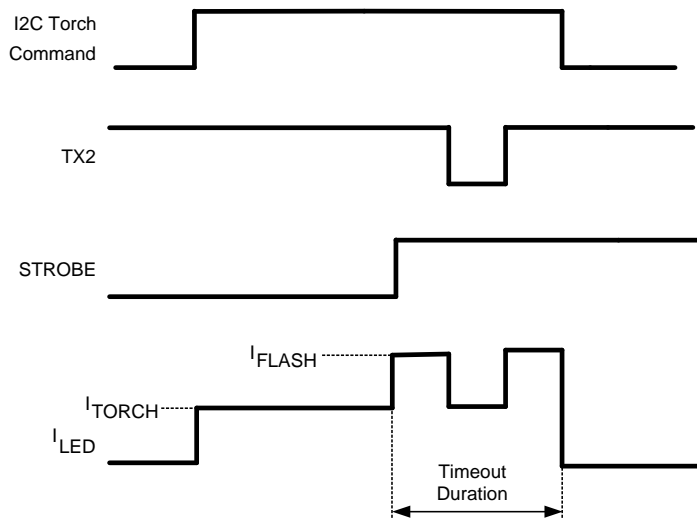 I2C Torch
Command
TX2
STROBE
IFLASH
ITORCH
ILED
Timeout
Duration